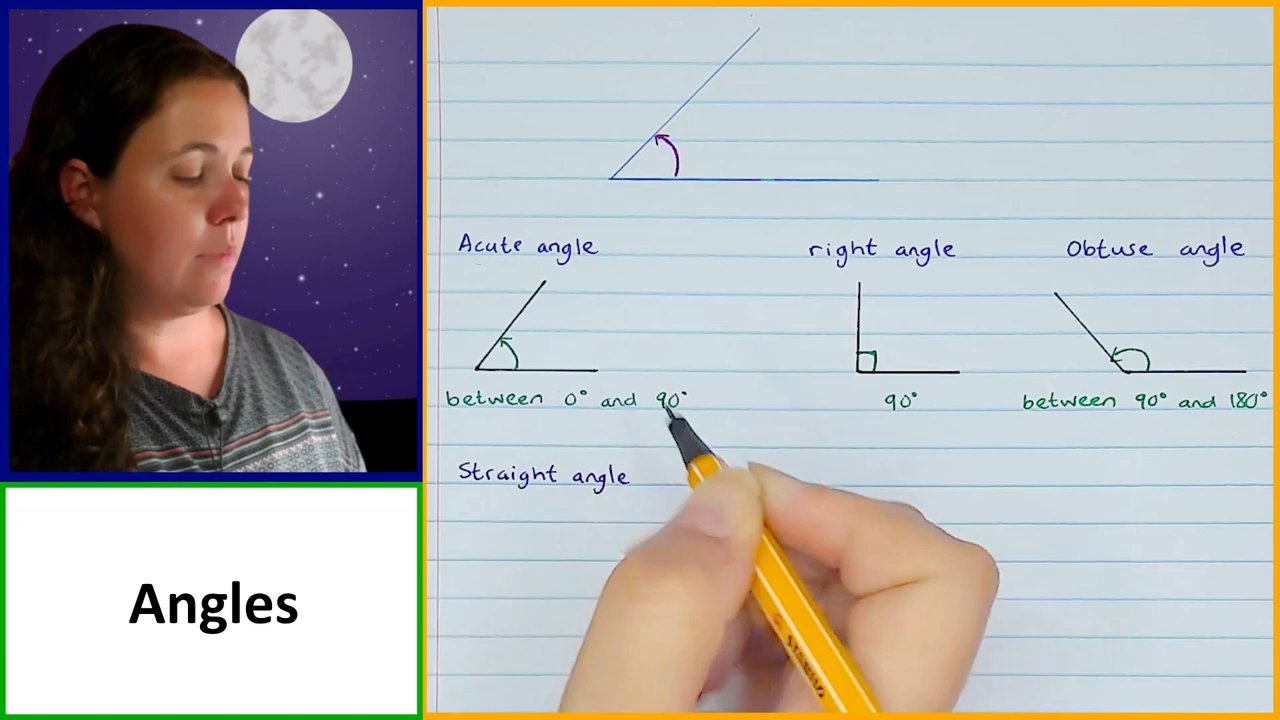 Acute angle
right angle
Obtuse angle
between 0° and 90°
90°
between 90° and 180°
Straight angle
Angles